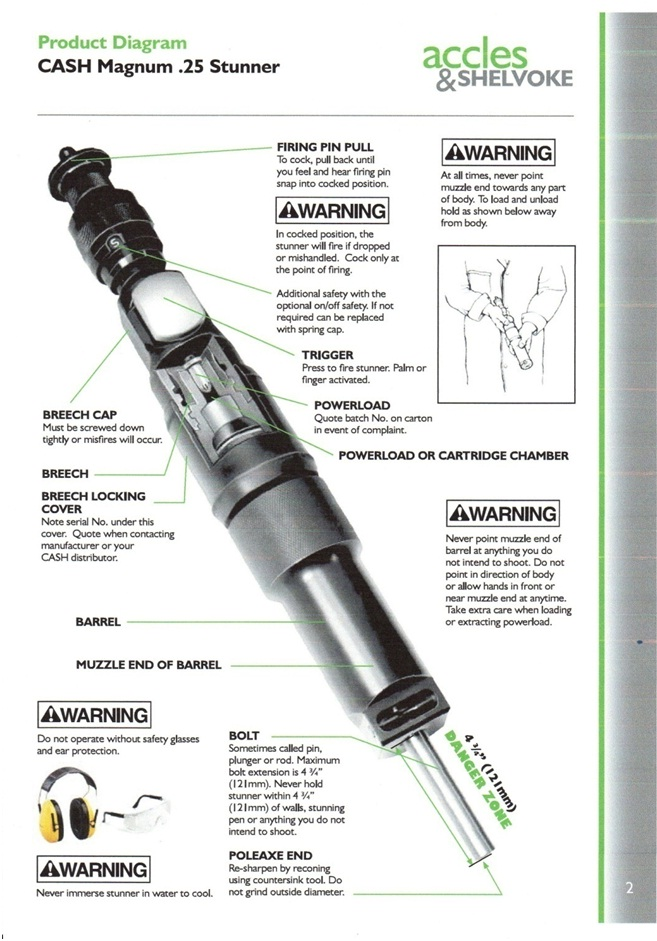 Product Diagram
CASH Magnum .25 Stunner
accles
&SHELVOKE
FIRING PIN PULL
To cock, pull back until
you feel and hear firing pin
snap into cocked position.
WARNING
In cocked position, the
stunner will fire if dropped
or mishandled. Cock only at
the point of firing.
Additional safety with the
optional on/off safety. If not
required can be replaced
with spring cap.
WARNING
At all times, never point
muzzle end towards any part
of body. To load and unload
hold as shown below away
from body.
S
TRIGGER
Press to fire stunner. Palm or
finger activated.
POWERLOAD
Quote batch No. on carton
in event of complaint.
POWERLOAD OR CARTRIDGE CHAMBER
BREECH CAP
Must be screwed down
tightly or misfires will occur.
BREECH
BREECH LOCKING
COVER
Note serial No. under this
cover. Quote when contacting
manufacturer or your
CASH distributor.
WARNING
Never point muzzle end of
barrel at anything you do
not intend to shoot. Do not
point in direction of body
or allow hands in front or
near muzzle end at anytime.
Take extra care when loading
or extracting powerload.
BARREL
MUZZLE END OF BARREL
WARNING
Do not operate without safety glasses
and ear protection.
WARNING
Never immerse stunner in water to cool.
BOLT
Sometimes called pin,
plunger or rod. Maximum
bolt extension is 4 ¾"
(121mm). Never hold
stunner within 4 ¾"
(121mm) of walls, stunning
pen or anything you do not
intend to shoot.
POLEAXE END
Re-sharpen by reconing
using countersink tool. Do
not grind outside diameter.
4 ¾" (121mm)
DANGER ZONE
2